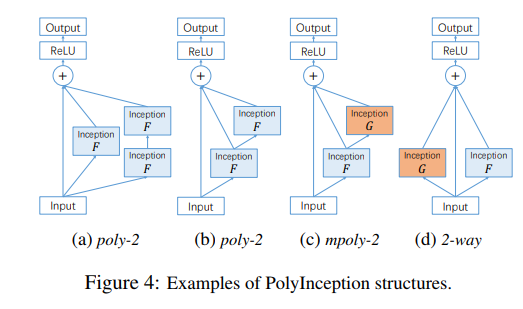 Output Output Output Output
ReLU ReLU ReLU ReLU
+ + + +
Inception Inception Inception
F F G
Inception
F
Inception Inception Inception Inception Inception
F F F G F
Input Input Input Input
(a) poly-2 (b) poly-2 (c) mpoly-2 (d) 2-way
Figure 4: Examples of PolyInception structures.